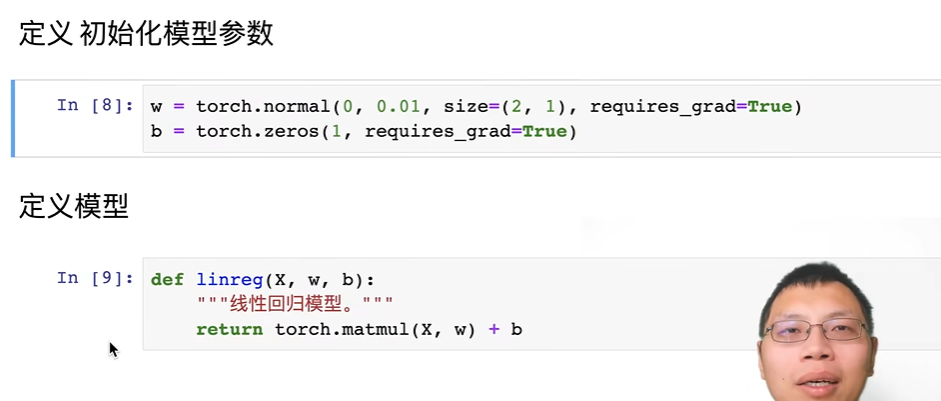 定义 初始化模型参数
In [8]: w = torch.normal(0, 0.01, size=(2, 1), requires_grad=True)
b = torch.zeros(1, requires_grad=True)
定义模型
In [9]: def linreg(X, w, b):
"""线性回归模型。"""
return torch.matmul(X, w) + b